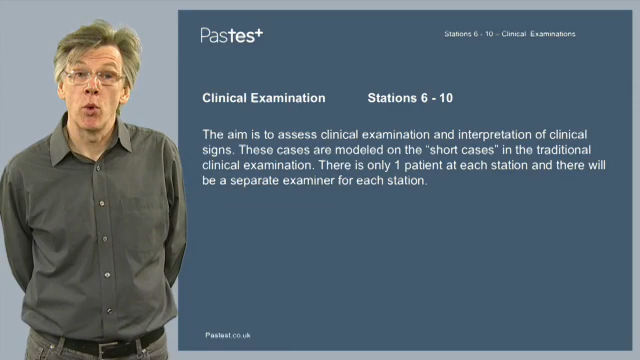 Pastest
Stations 6 - 10 – Clinical Examinations
Clinical Examination Stations 6 - 10
The aim is to assess clinical examination and interpretation of clinical
signs. These cases are modeled on the “short cases” in the traditional
clinical examination. There is only 1 patient at each station and there will
be a separate examiner for each station.
Pastest.co.uk